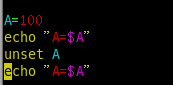 A=100
echo "A=$A"
unset A
echo "A=$A"